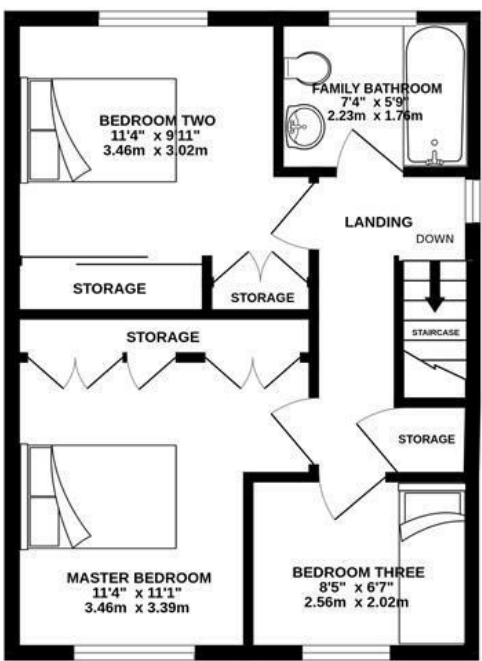 FAMILY BATHROOM
7'4" x 5'9"
2.23m x 1.76m
BEDROOM TWO
11'4" x 9'11"
3.46m x 3.02m
LANDING
DOWN
STORAGE
STORAGE
STAIRCASE
STORAGE
STORAGE
MASTER BEDROOM
11'4" x 11'1"
3.46m x 3.39m
BEDROOM THREE
8'5" x 6'7"
2.56m x 2.02m